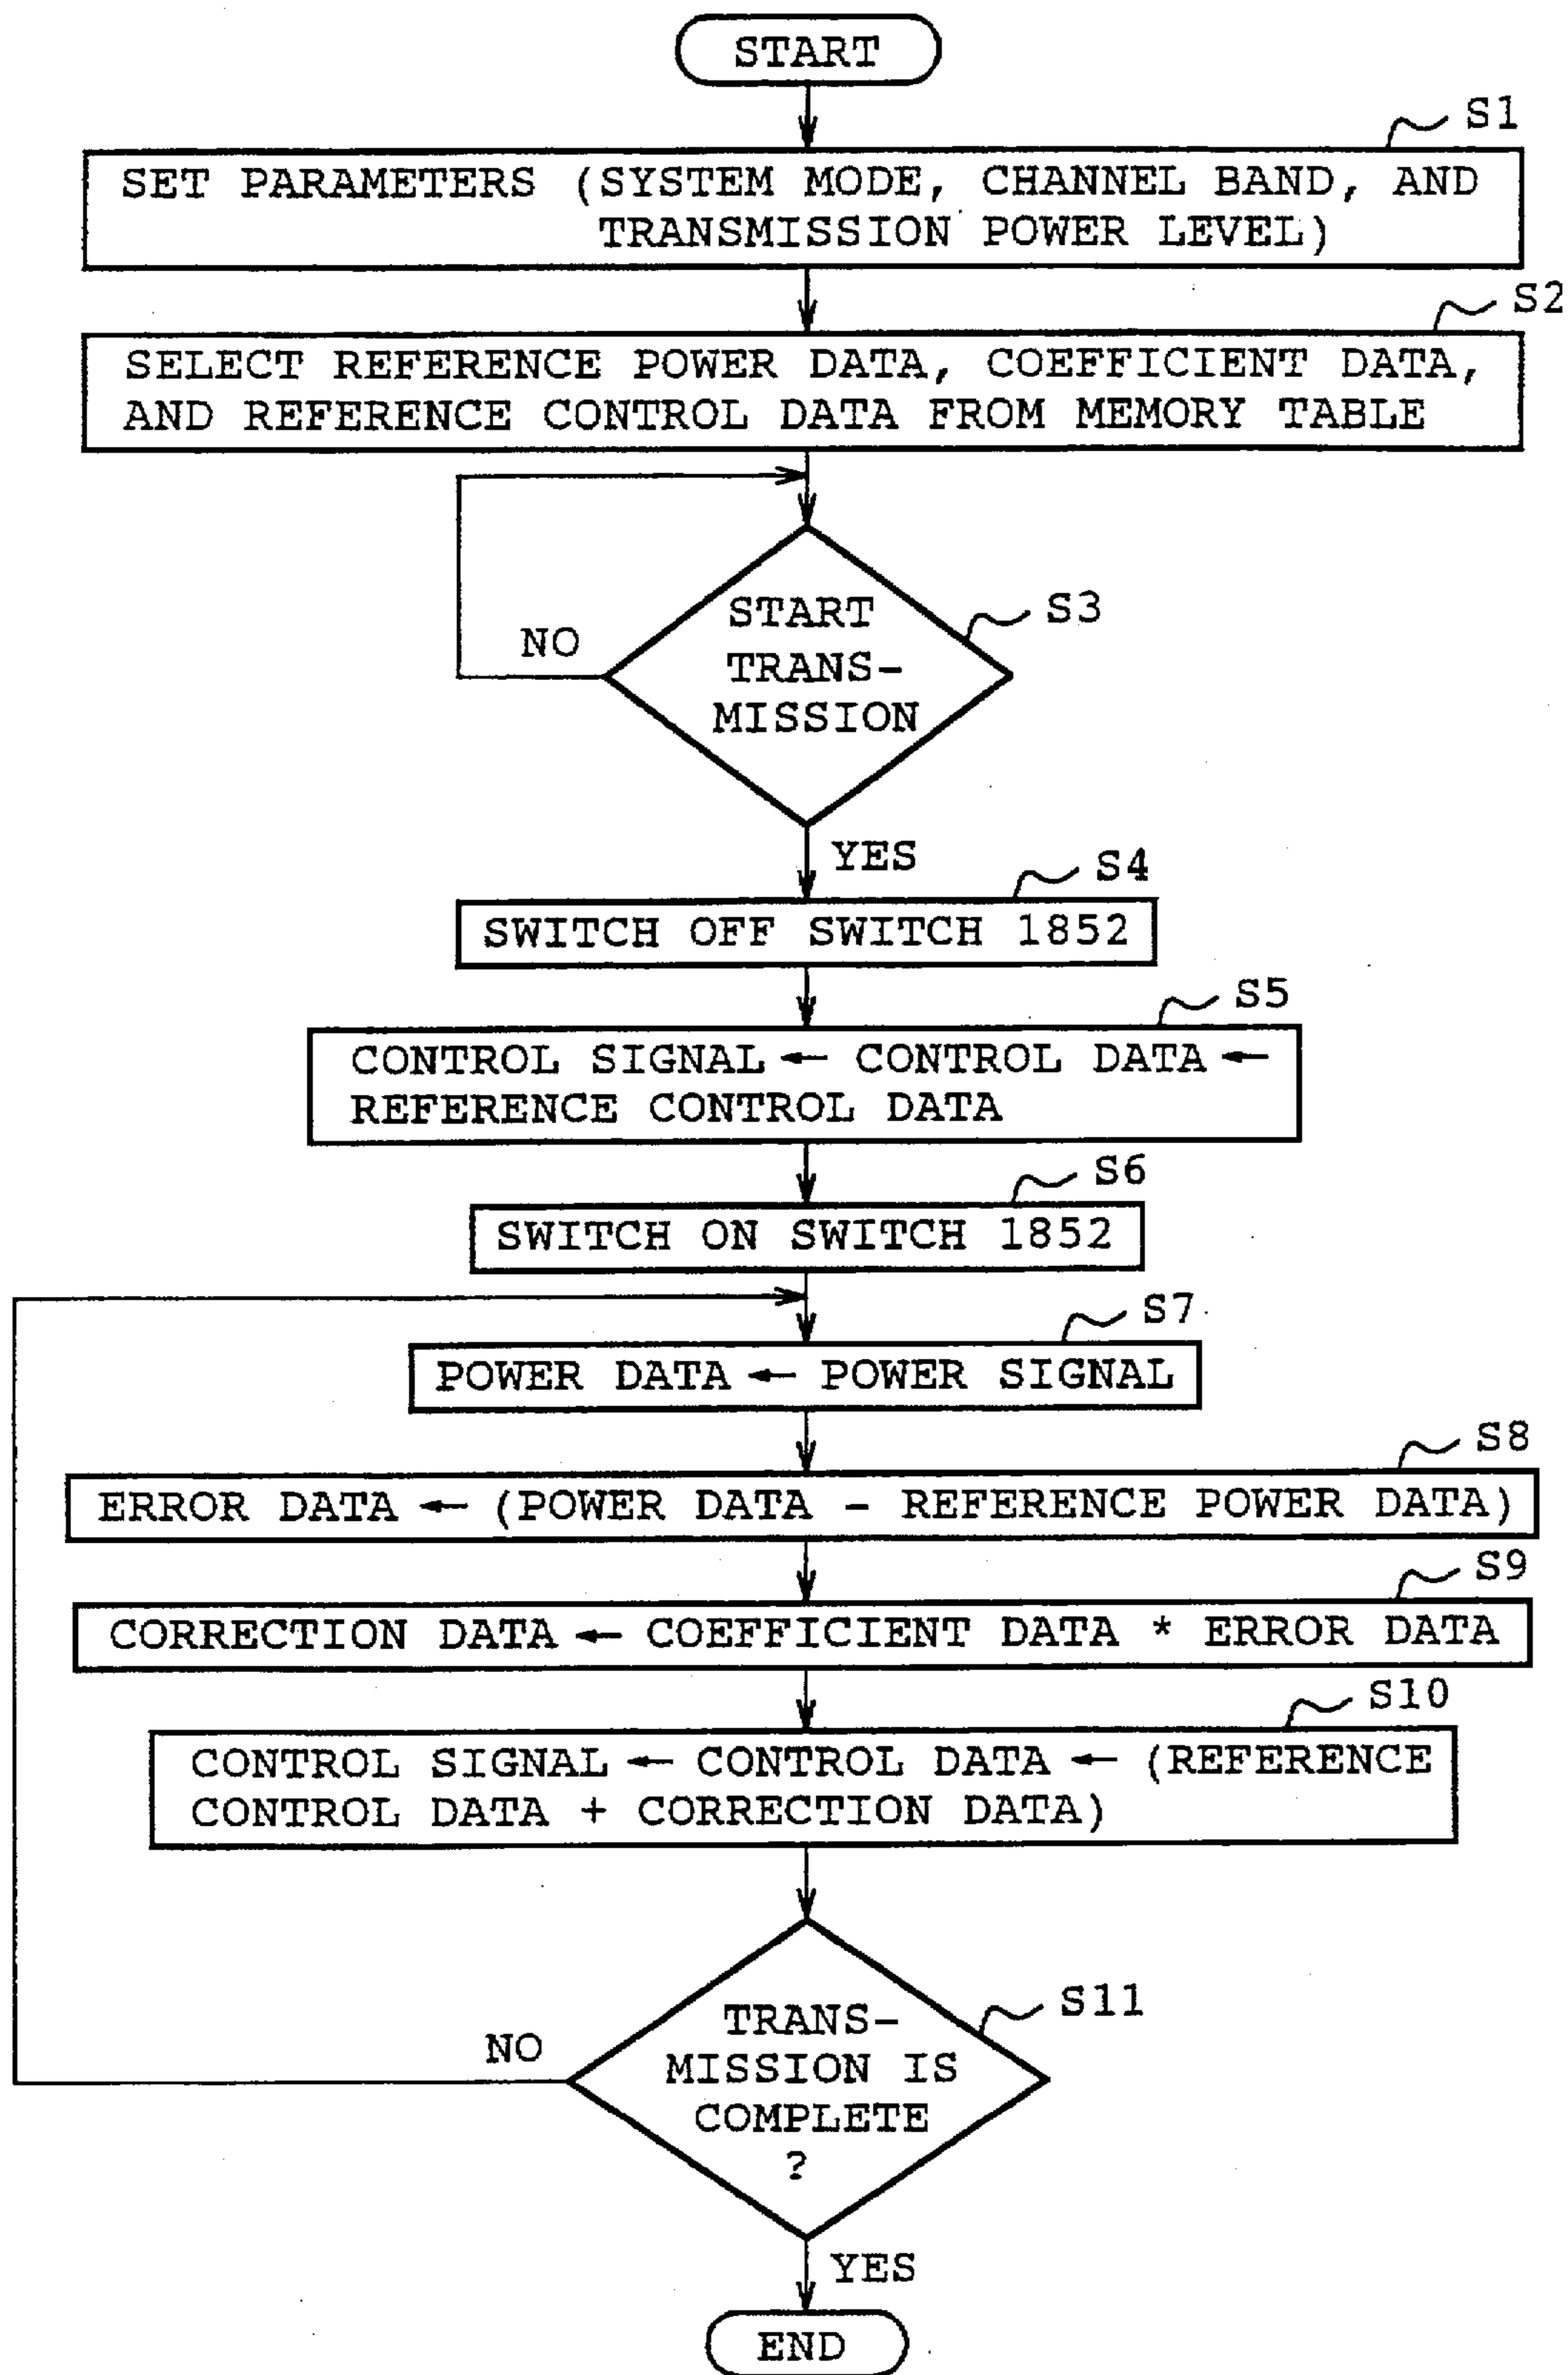 START
S1
SET PARAMETERS (SYSTEM MODE, CHANNEL BAND, AND
TRANSMISSION POWER LEVEL)
S2
SELECT REFERENCE POWER DATA, COEFFICIENT DATA,
AND REFERENCE CONTROL DATA FROM MEMORY TABLE
S3
START
TRANS-
MISSION
NO
YES
S4
SWITCH OFF SWITCH 1852
S5
CONTROL SIGNAL ← CONTROL DATA ←
REFERENCE CONTROL DATA
S6
SWITCH ON SWITCH 1852
S7
POWER DATA ← POWER SIGNAL
S8
ERROR DATA ← (POWER DATA - REFERENCE POWER DATA)
S9
CORRECTION DATA ← COEFFICIENT DATA * ERROR DATA
S10
CONTROL SIGNAL ← CONTROL DATA ← (REFERENCE
CONTROL DATA + CORRECTION DATA)
S11
TRANS-
MISSION IS
COMPLETE
?
NO
YES
END